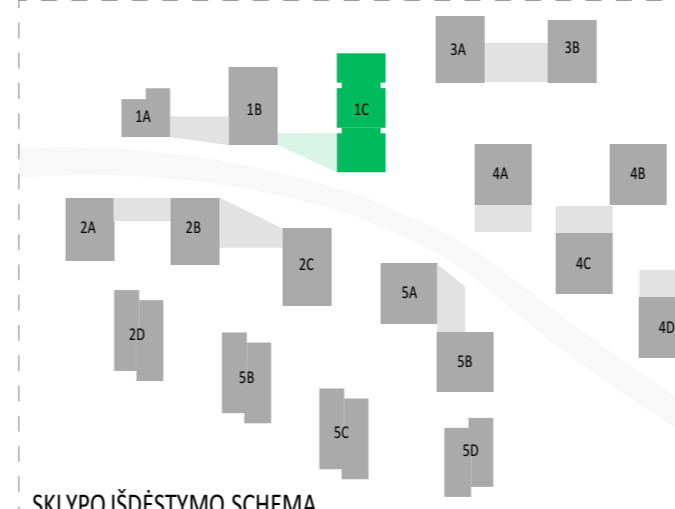 3A 3B
1A 1B 1C
4A 4B
2A 2B
2C 4C
5A
2D 4D
5B 5B
5C
5D
SKLYPO IŠDĖSTYMO SCHEMA